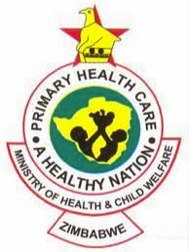 PRIMARY HEALTH CARE
• A HEALTHY NATION •
MINISTRY OF HEALTH & CHILD WELFARE
ZIMBABWE